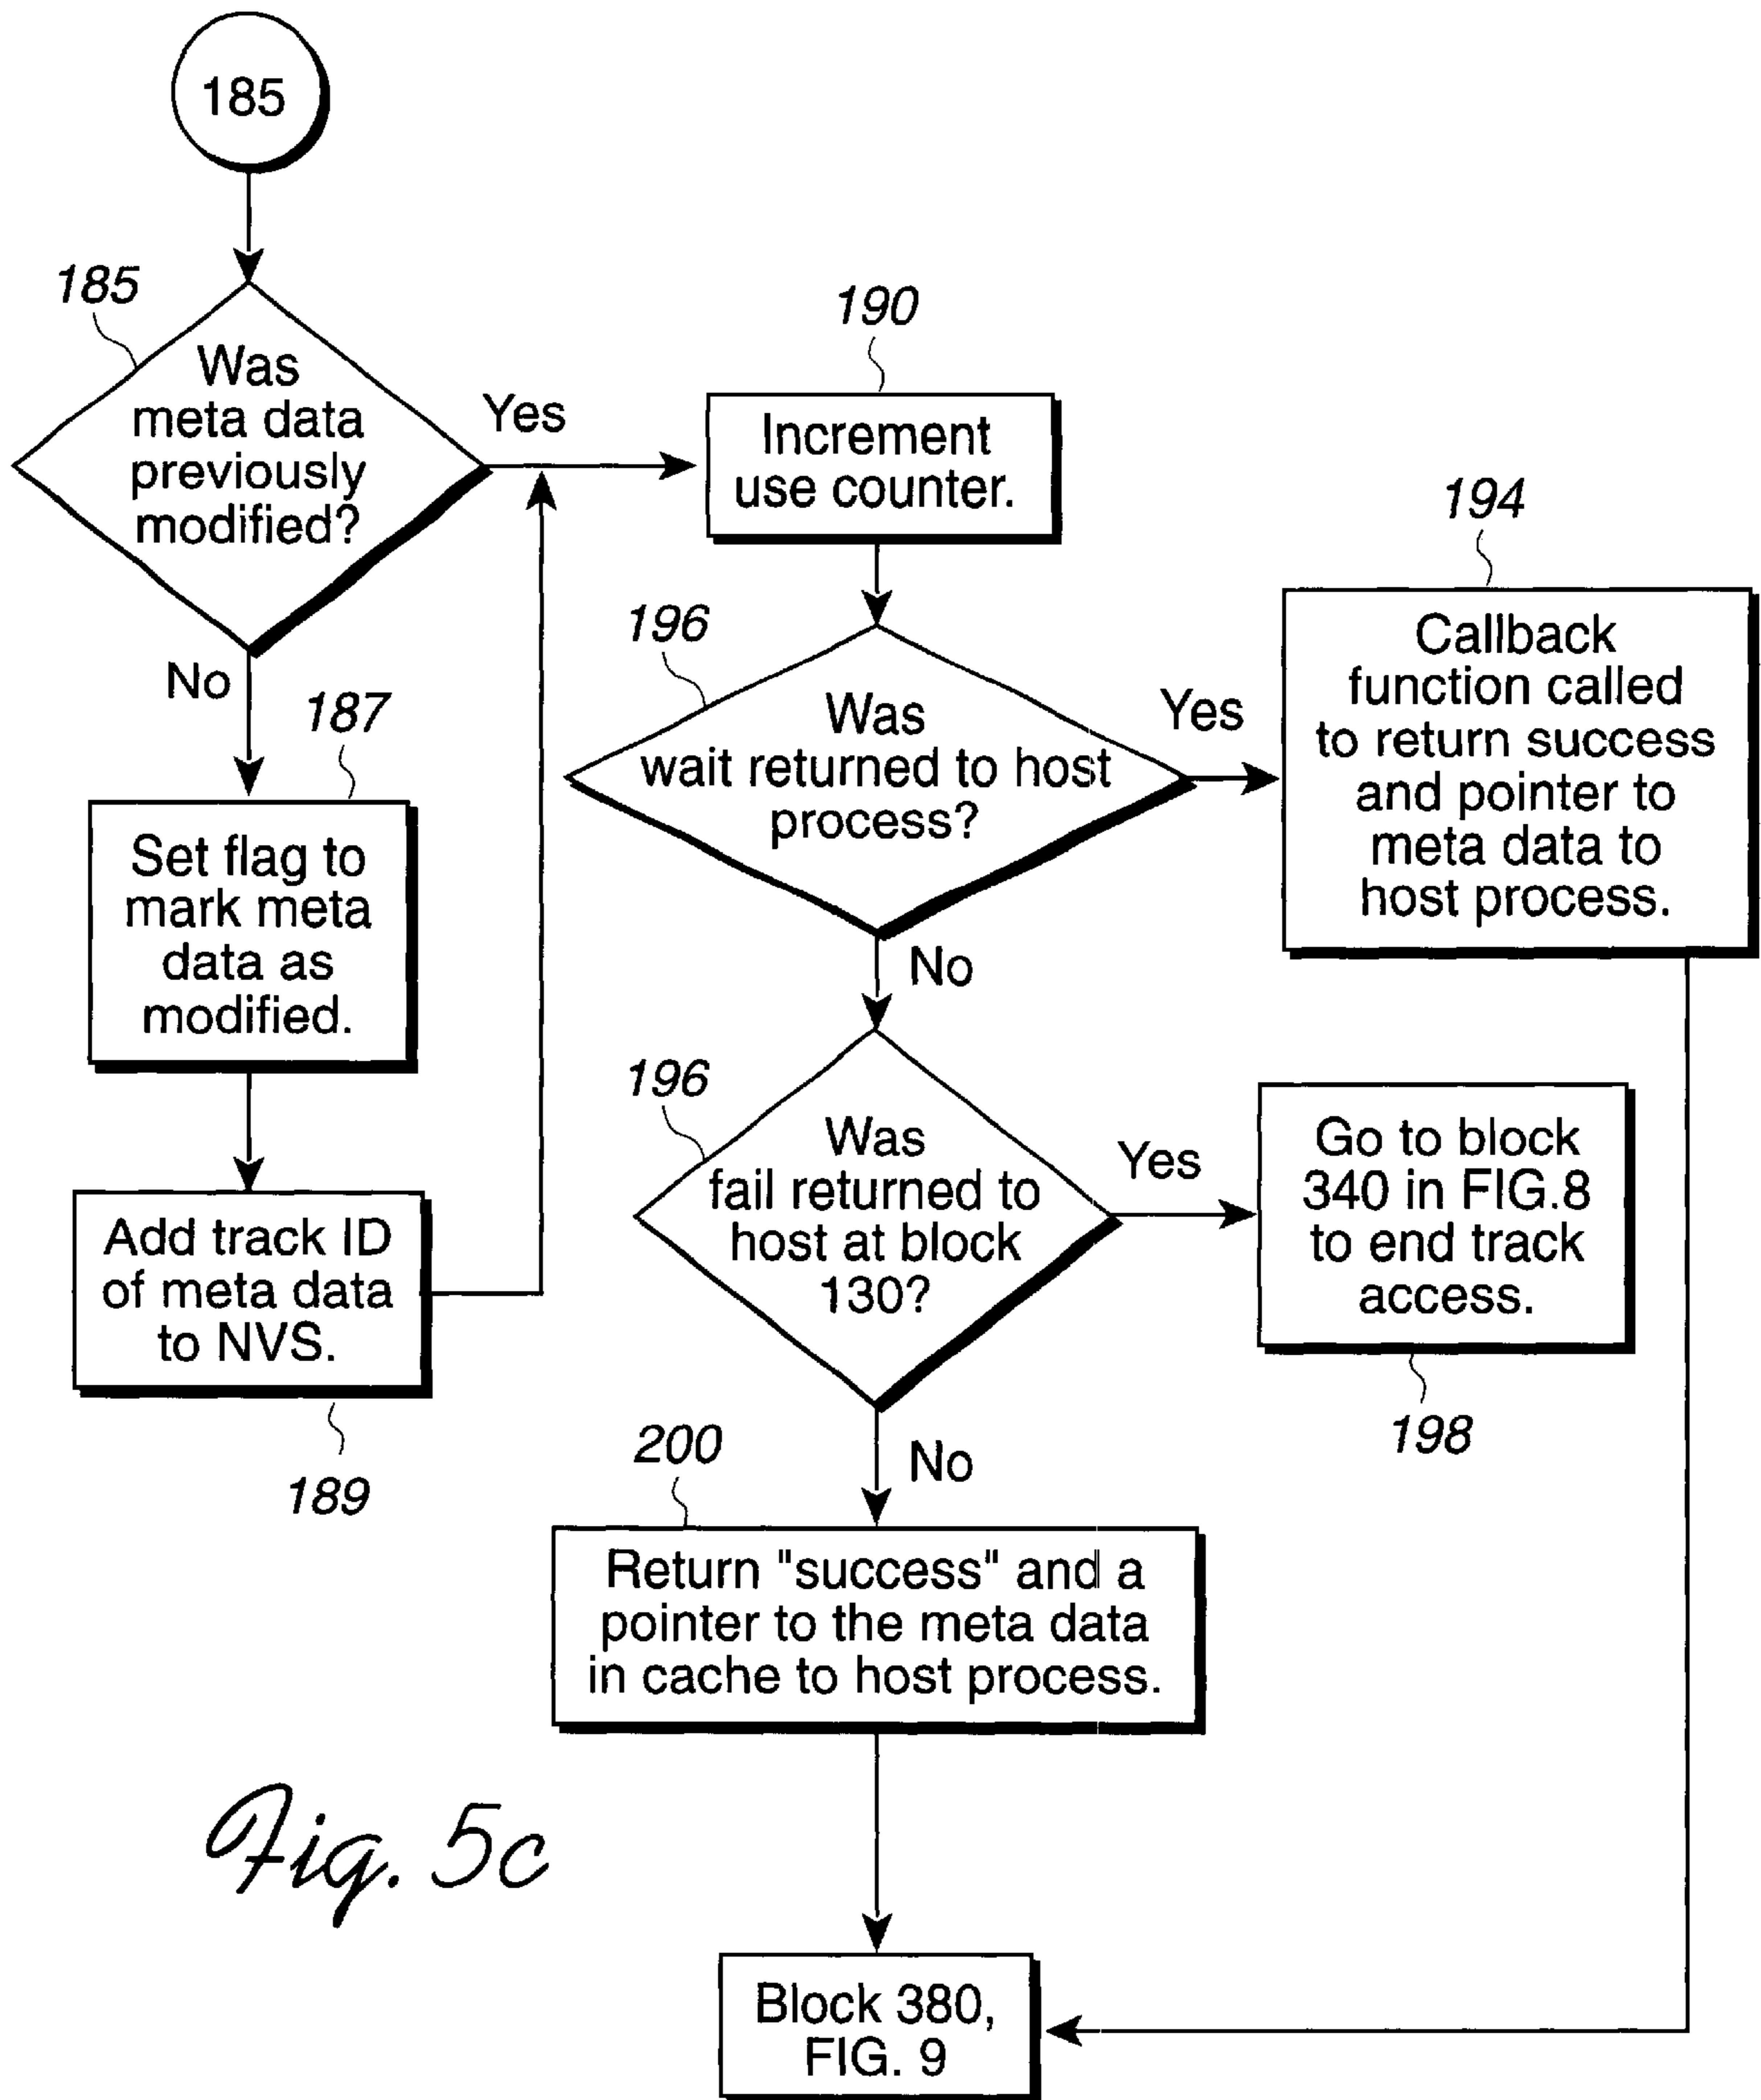 185
185
Was
meta data
previously
modified?
Yes
No
187
Set flag to
mark meta
data as
modified.
Add track ID
of meta data
to NVS.
189
190
Increment
use counter.
196
Was
wait returned to host
process?
Yes
No
194
Callback
function called
to return success
and pointer to
meta data to
host process.
196
Was
fail returned to
host at block
130?
Yes
No
Go to block
340 in FIG.8
to end track
access.
198
200
Return "success" and a
pointer to the meta data
in cache to host process.
Block 380,
FIG. 9
Fig. 5c